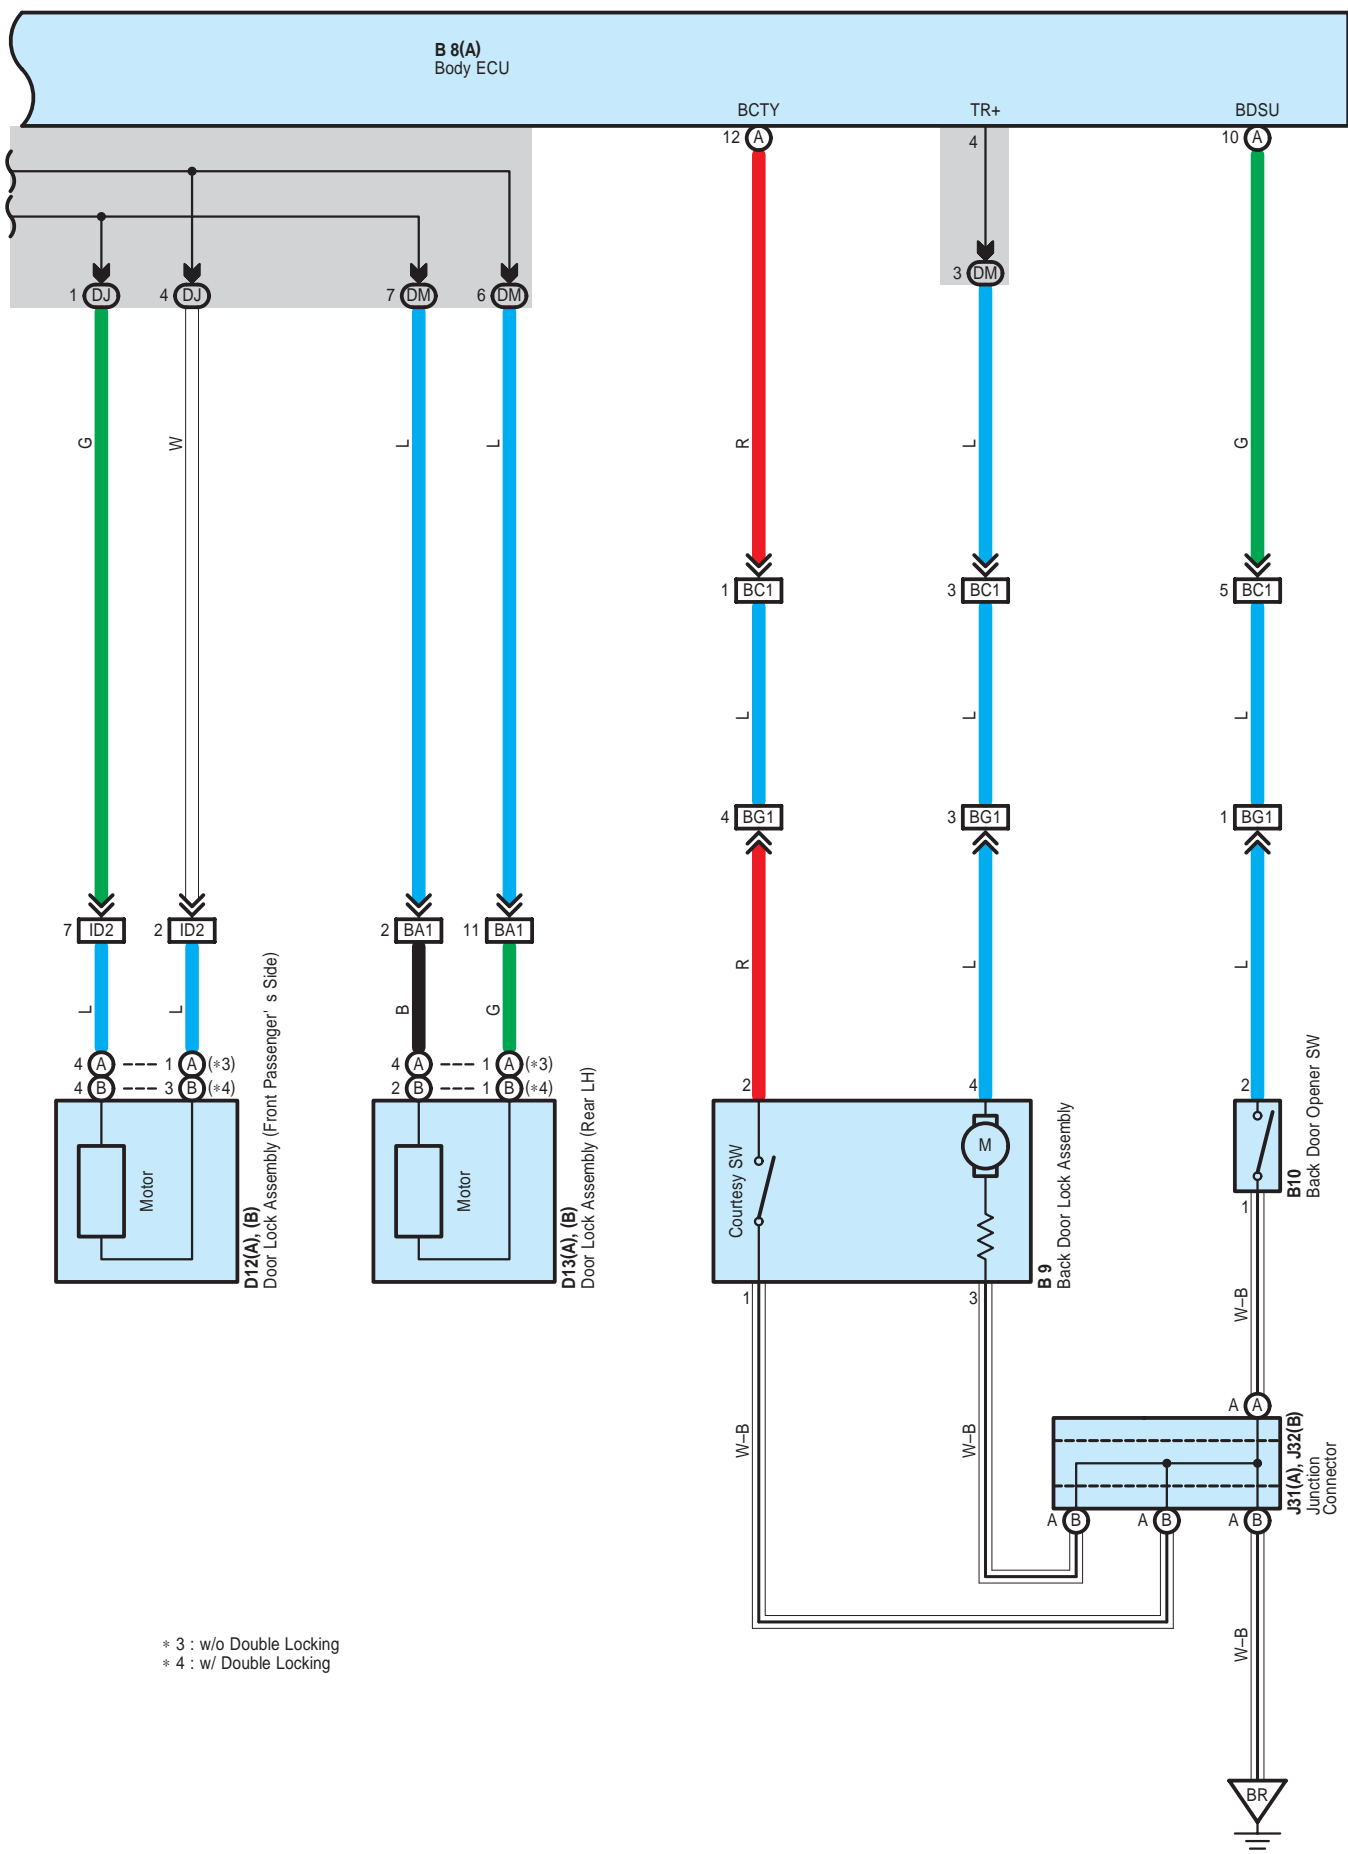 B 8(A)
Body ECU
BCTY
TR+
BDSU
12 A
4
10 A
3 DM
1 DJ
4 DJ
7 DM
6 DM
G
W
L
L
R
L
G
1 BC1
3 BC1
5 BC1
L
L
L
4 BG1
3 BG1
1 BG1
7 ID2
2 ID2
2 BA1
11 BA1
L
L
B
G
R
L
L
4 A
1 A (*3)
4 A
1 A (*3)
4 B
3 B (*4)
2 B
1 B (*4)
2
4
2
Motor
D12(A), (B)
Door Lock Assembly (Front Passenger' s Side)
Motor
D13(A), (B)
Door Lock Assembly (Rear LH)
Courtesy SW
M
B 9
Back Door Lock Assembly
B10
Back Door Opener SW
1
1
3
W–B
W–B
W–B
A A
J31(A), J32(B)
Junction
Connector
A B
A B
A B
W–B
* 3 : w/o Double Locking
* 4 : w/ Double Locking
BR